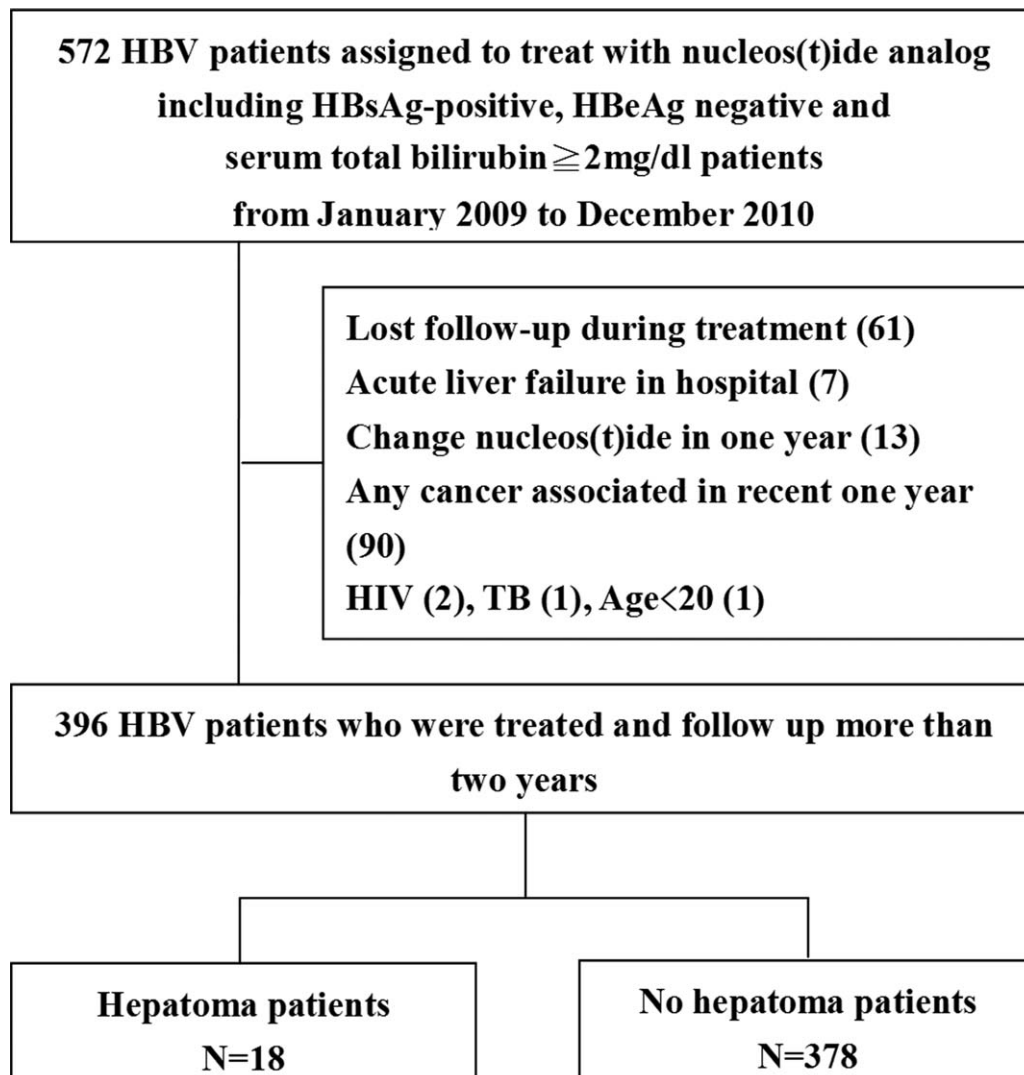 572 HBV patients assigned to treat with nucleos(t)ide analog
including HBsAg-positive, HBeAg negative and
serum total bilirubin≧2mg/dl patients
from January 2009 to December 2010
Lost follow-up during treatment (61)
Acute liver failure in hospital (7)
Change nucleos(t)ide in one year (13)
Any cancer associated in recent one year
(90)
HIV (2), TB (1), Age<20 (1)
396 HBV patients who were treated and follow up more than
two years
Hepatoma patients
N=18
No hepatoma patients
N=378